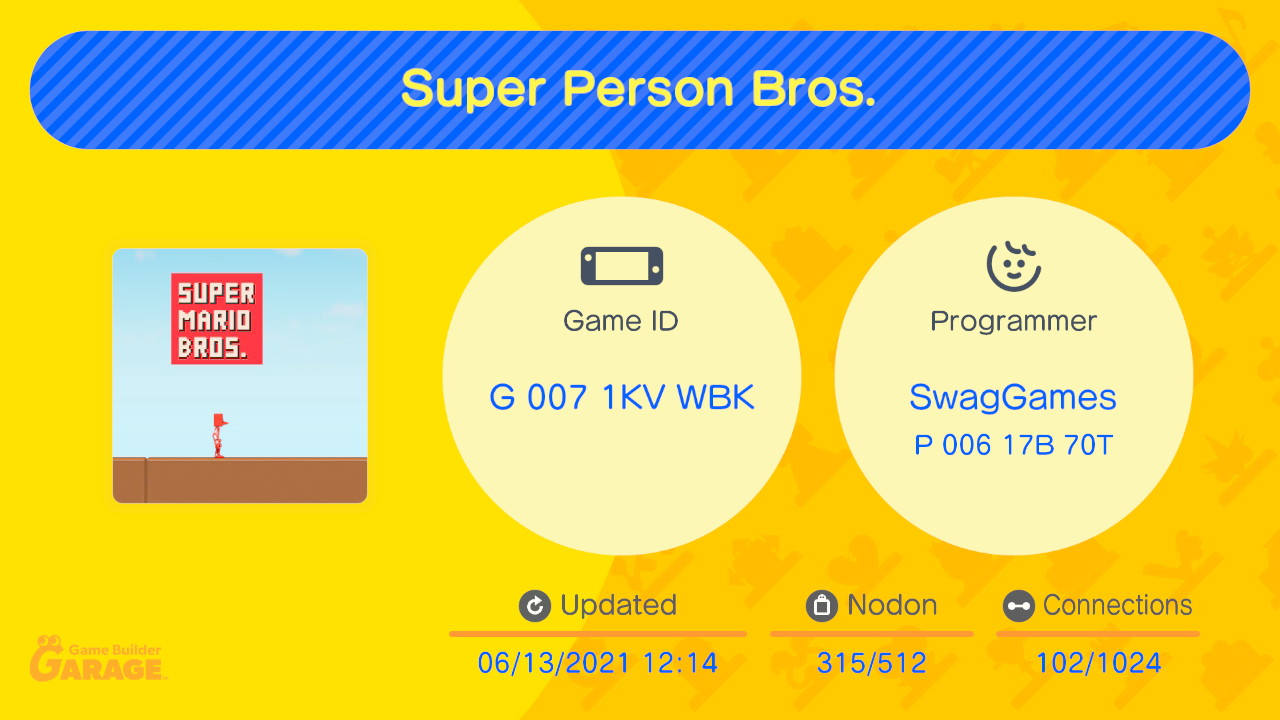 Super Person Bros.
SUPER
MARIO
BROS.
Game ID
G 007 1KV WBK
Programmer
SwagGames
P 006 17B 70T
Updated
06/13/2021 12:14
Nodon
315/512
Connections
102/1024
Game Builder
GARAGE